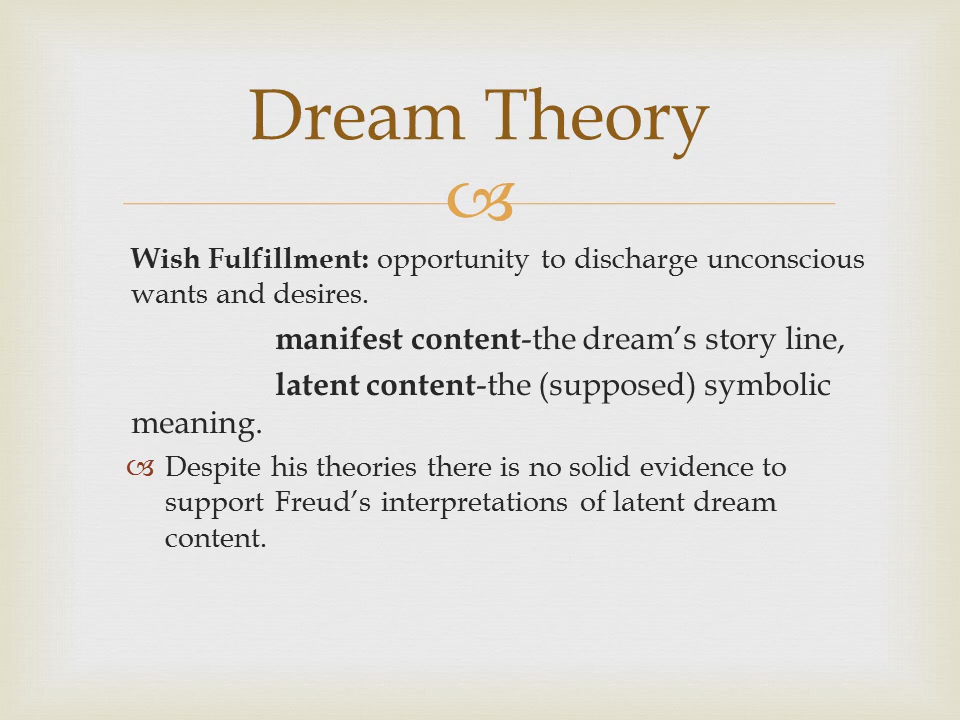 Dream Theory
Wish Fulfillment: opportunity to discharge unconscious
wants and desires.
manifest content-the dream’s story line,
latent content-the (supposed) symbolic
meaning.
Despite his theories there is no solid evidence to
support Freud’s interpretations of latent dream
content.